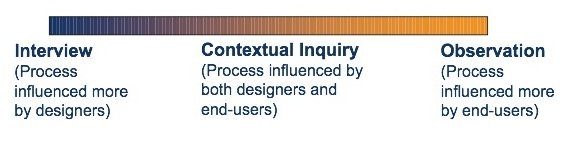 Interview
(Process
influenced more
by designers)
Contextual Inquiry
(Process influenced by
both designers and
end-users)
Observation
(Process
influenced more
by end-users)